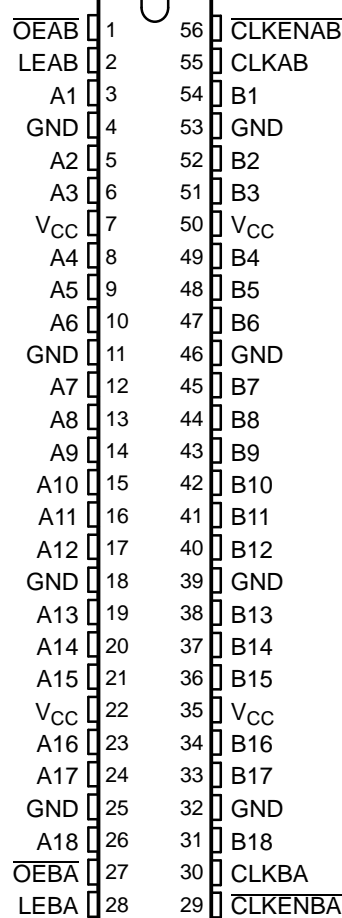 OEAB 1 56 CLKENAB
LEAB 2 55 CLKAB
A1 3 54 B1
GND 4 53 GND
A2 5 52 B2
A3 6 51 B3
VCC 7 50 VCC
A4 8 49 B4
A5 9 48 B5
A6 10 47 B6
GND 11 46 GND
A7 12 45 B7
A8 13 44 B8
A9 14 43 B9
A10 15 42 B10
A11 16 41 B11
A12 17 40 B12
GND 18 39 GND
A13 19 38 B13
A14 20 37 B14
A15 21 36 B15
VCC 22 35 VCC
A16 23 34 B16
A17 24 33 B17
GND 25 32 GND
A18 26 31 B18
OEBA 27 30 CLKBA
LEBA 28 29 CLKENBA